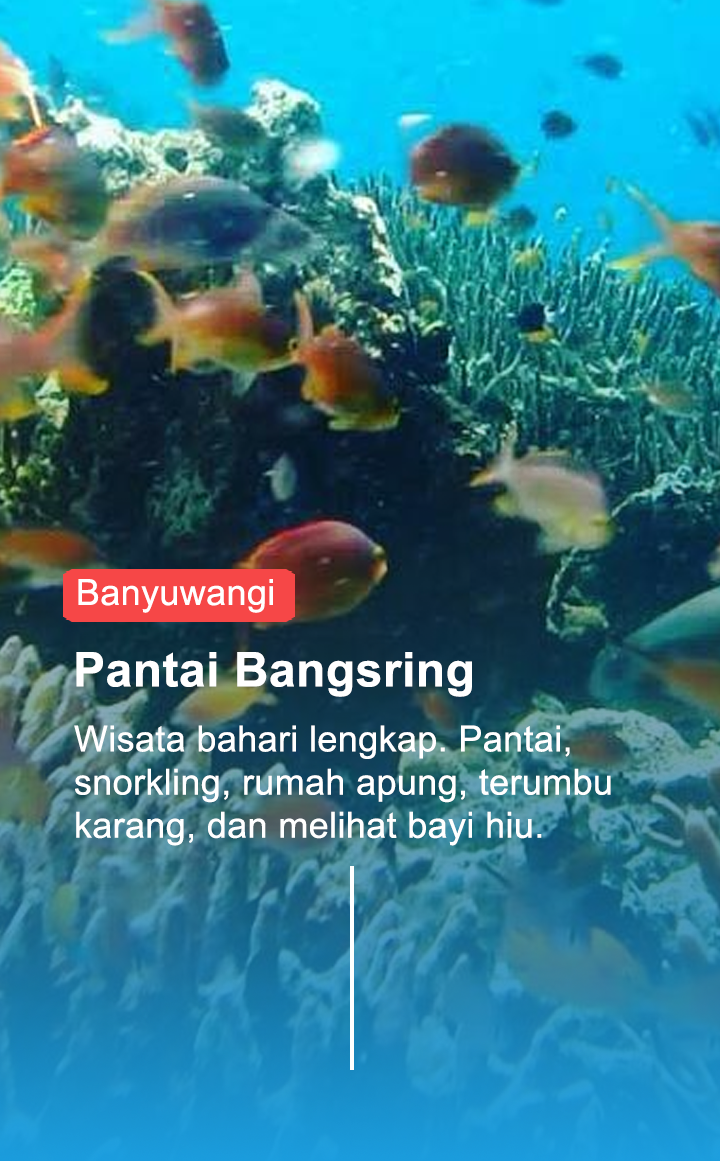 Banyuwangi
Pantai Bangsring
Wisata bahari lengkap. Pantai,
snorkling, rumah apung, terumbu
karang, dan melihat bayi hiu.